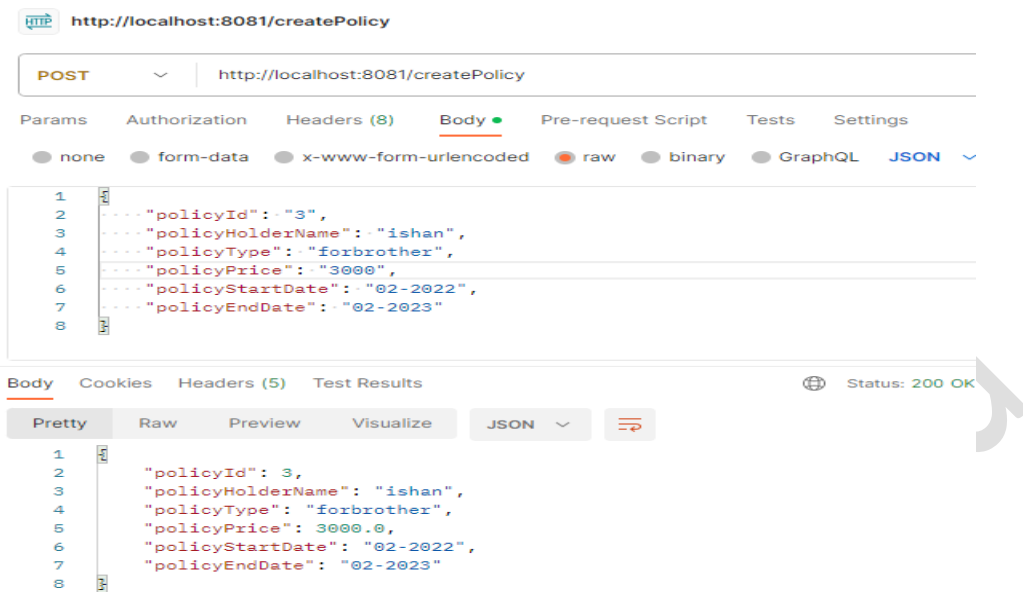 HTTP http://localhost:8081/createPolicy
POST http://localhost:8081/createPolicy
Params Authorization Headers (8) Body Pre-request Script Tests Settings
none form-data x-www-form-urlencoded raw binary GraphQL JSON
1 {
2 "policyId": "3",
3 "policyHolderName": "ishan",
4 "policyType": "forbrother",
5 "policyPrice": "3000",
6 "policyStartDate": "02-2022",
7 "policyEndDate": "02-2023"
8 }
Body Cookies Headers (5) Test Results Status: 200 OK
Pretty Raw Preview Visualize JSON
1 {
2 "policyId": 3,
3 "policyHolderName": "ishan",
4 "policyType": "forbrother",
5 "policyPrice": 3000.0,
6 "policyStartDate": "02-2022",
7 "policyEndDate": "02-2023"
8 }